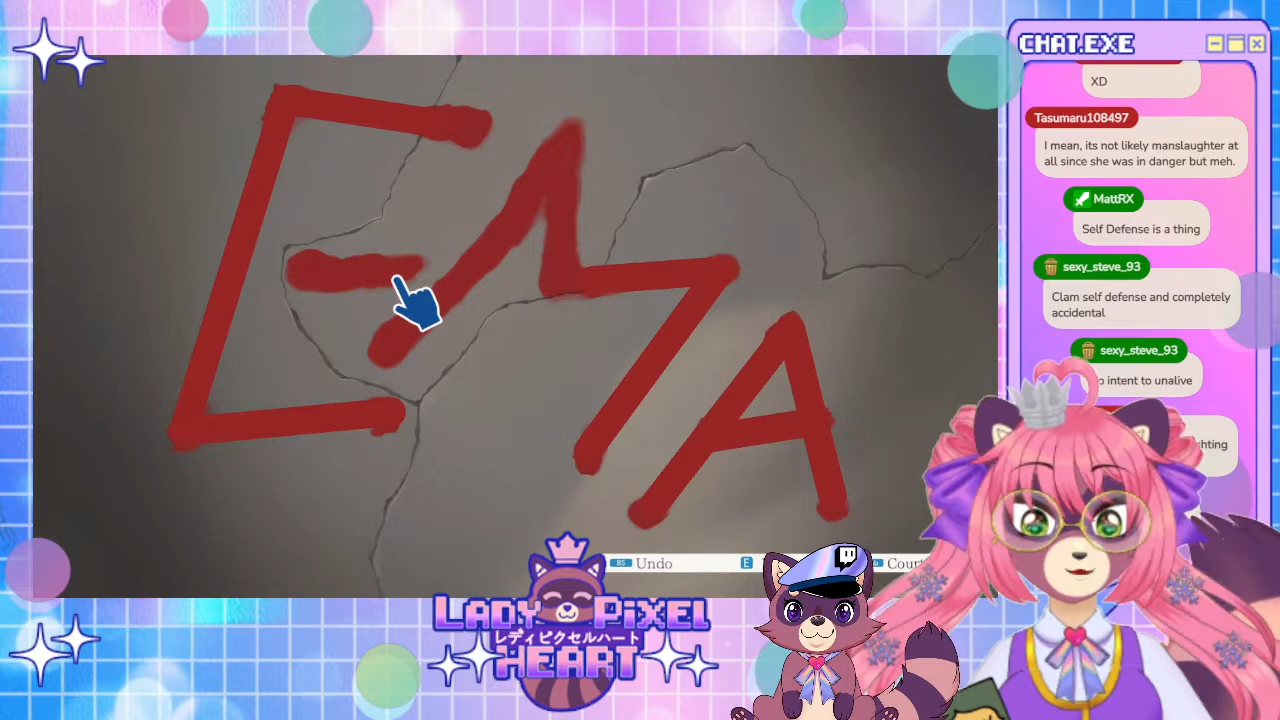 EMA
BS Undo
E
Cour
LADY PiXEL
レディピクセルハート
HEART
CHAT.EXE
XD
Tasumaru108497
I mean, its not likely manslaughter at
all since she was in danger but meh.
MattRX
Self Defense is a thing
sexy_steve_93
Clam self defense and completely
accidental
sexy_steve_93
intent to unalive